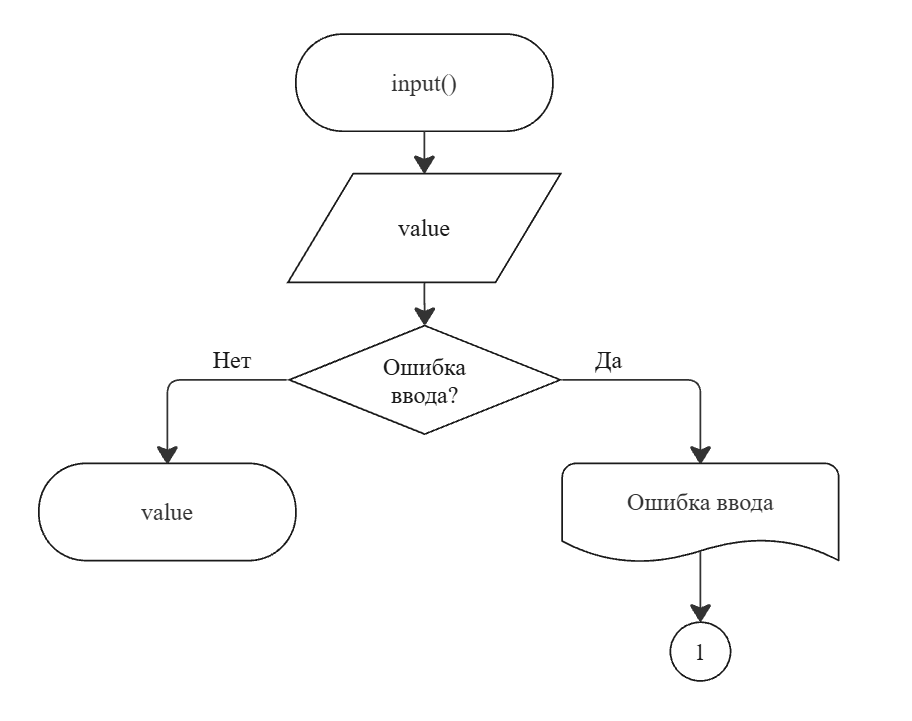 input()
value
Ошибка
ввода?
Нет
Да
value
Ошибка ввода
1